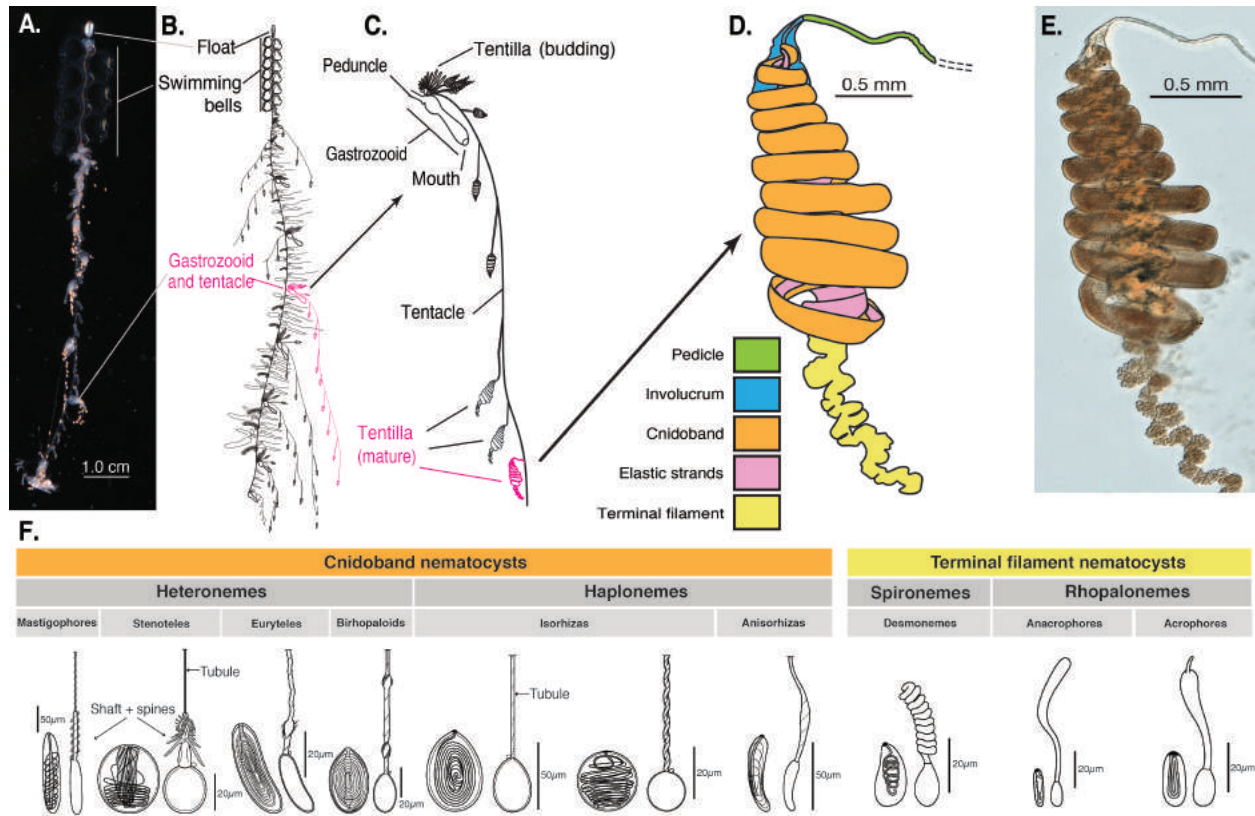 A.
B.
C.
D.
E.
Float
Swimming
bells
Gastrozooid
and tentacle
1.0 cm
Tentilla (budding)
Peduncle
Gastrozooid
Mouth
Tentacle
Tentilla
(mature)
0.5 mm
Pedicle
Involucrum
Cnidoband
Elastic strands
Terminal filament
0.5 mm
F.
Cnidoband nematocysts
Terminal filament nematocysts
Heteronemes
Haplonemes
Spironemes
Rhopalonemes
Mastigophores
Stenoteles
Euryteles
Birhopaloids
Isorhizas
Anisorhizas
Desmonemes
Anacrophores
Acrophores
Tubule
Tubule
Shaft + spines
50µm
20µm
20µm
20µm
50µm
20µm
50µm
20µm
20µm
20µm